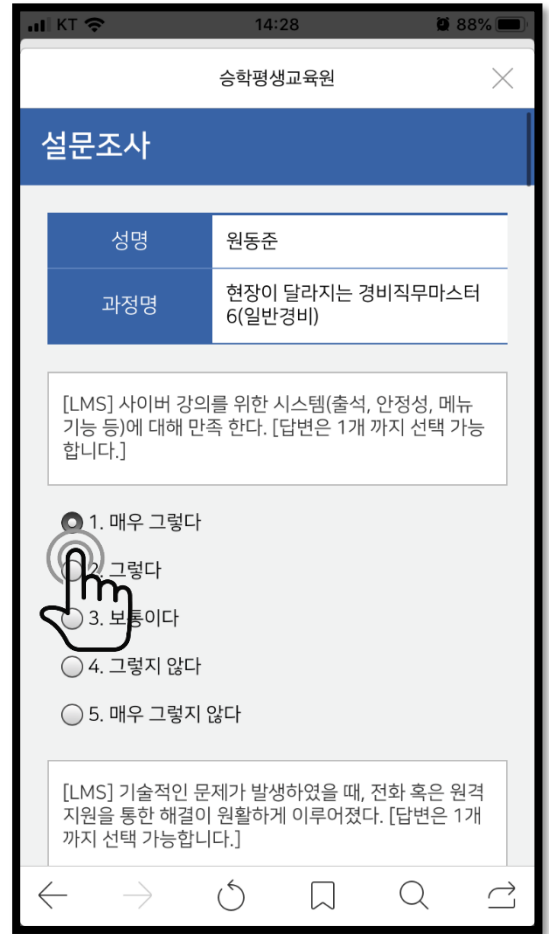 KT 14:28 88%
승학평생교육원
설문조사
성명 원동준
과정명 현장이 달라지는 경비직무마스터
6(일반경비)
[LMS] 사이버 강의를 위한 시스템(출석, 안정성, 메뉴
기능 등)에 대해 만족 한다. [답변은 1개 까지 선택 가능
합니다.]
1. 매우 그렇다
2. 그렇다
3. 보통이다
4. 그렇지 않다
5. 매우 그렇지 않다
[LMS] 기술적인 문제가 발생하였을 때, 전화 혹은 원격
지원을 통한 해결이 원활하게 이루어졌다. [답변은 1개
까지 선택 가능합니다.]